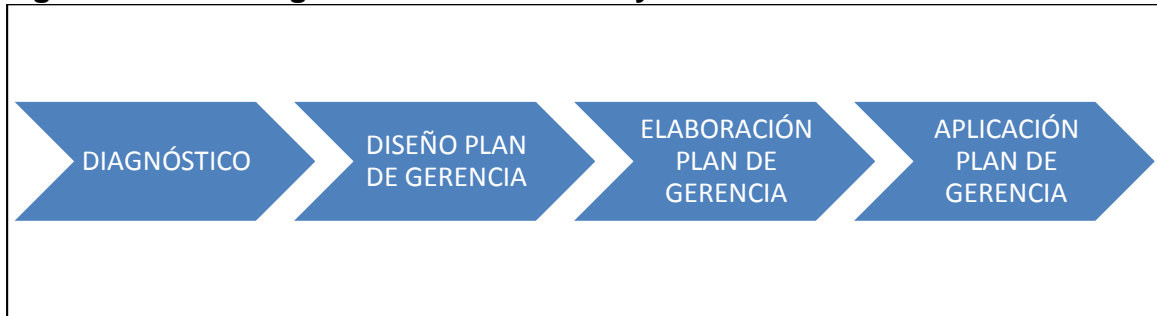 DIAGNÓSTICO
DISEÑO PLAN
DE GERENCIA
ELABORACIÓN
PLAN DE
GERENCIA
APLICACIÓN
PLAN DE
GERENCIA